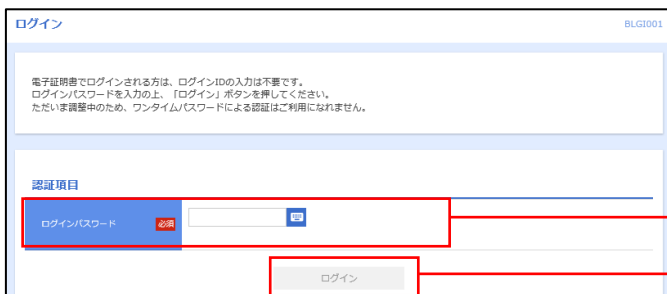 ログイン
BLGI001
電子証明書でログインされる方は、ログインIDの入力は不要です。
ログインパスワードを入力の上、「ログイン」ボタンを押してください。
ただいま調整中のため、ワンタイムパスワードによる認証はご利用になれません。
認証項目
ログインパスワード 必須
ログイン